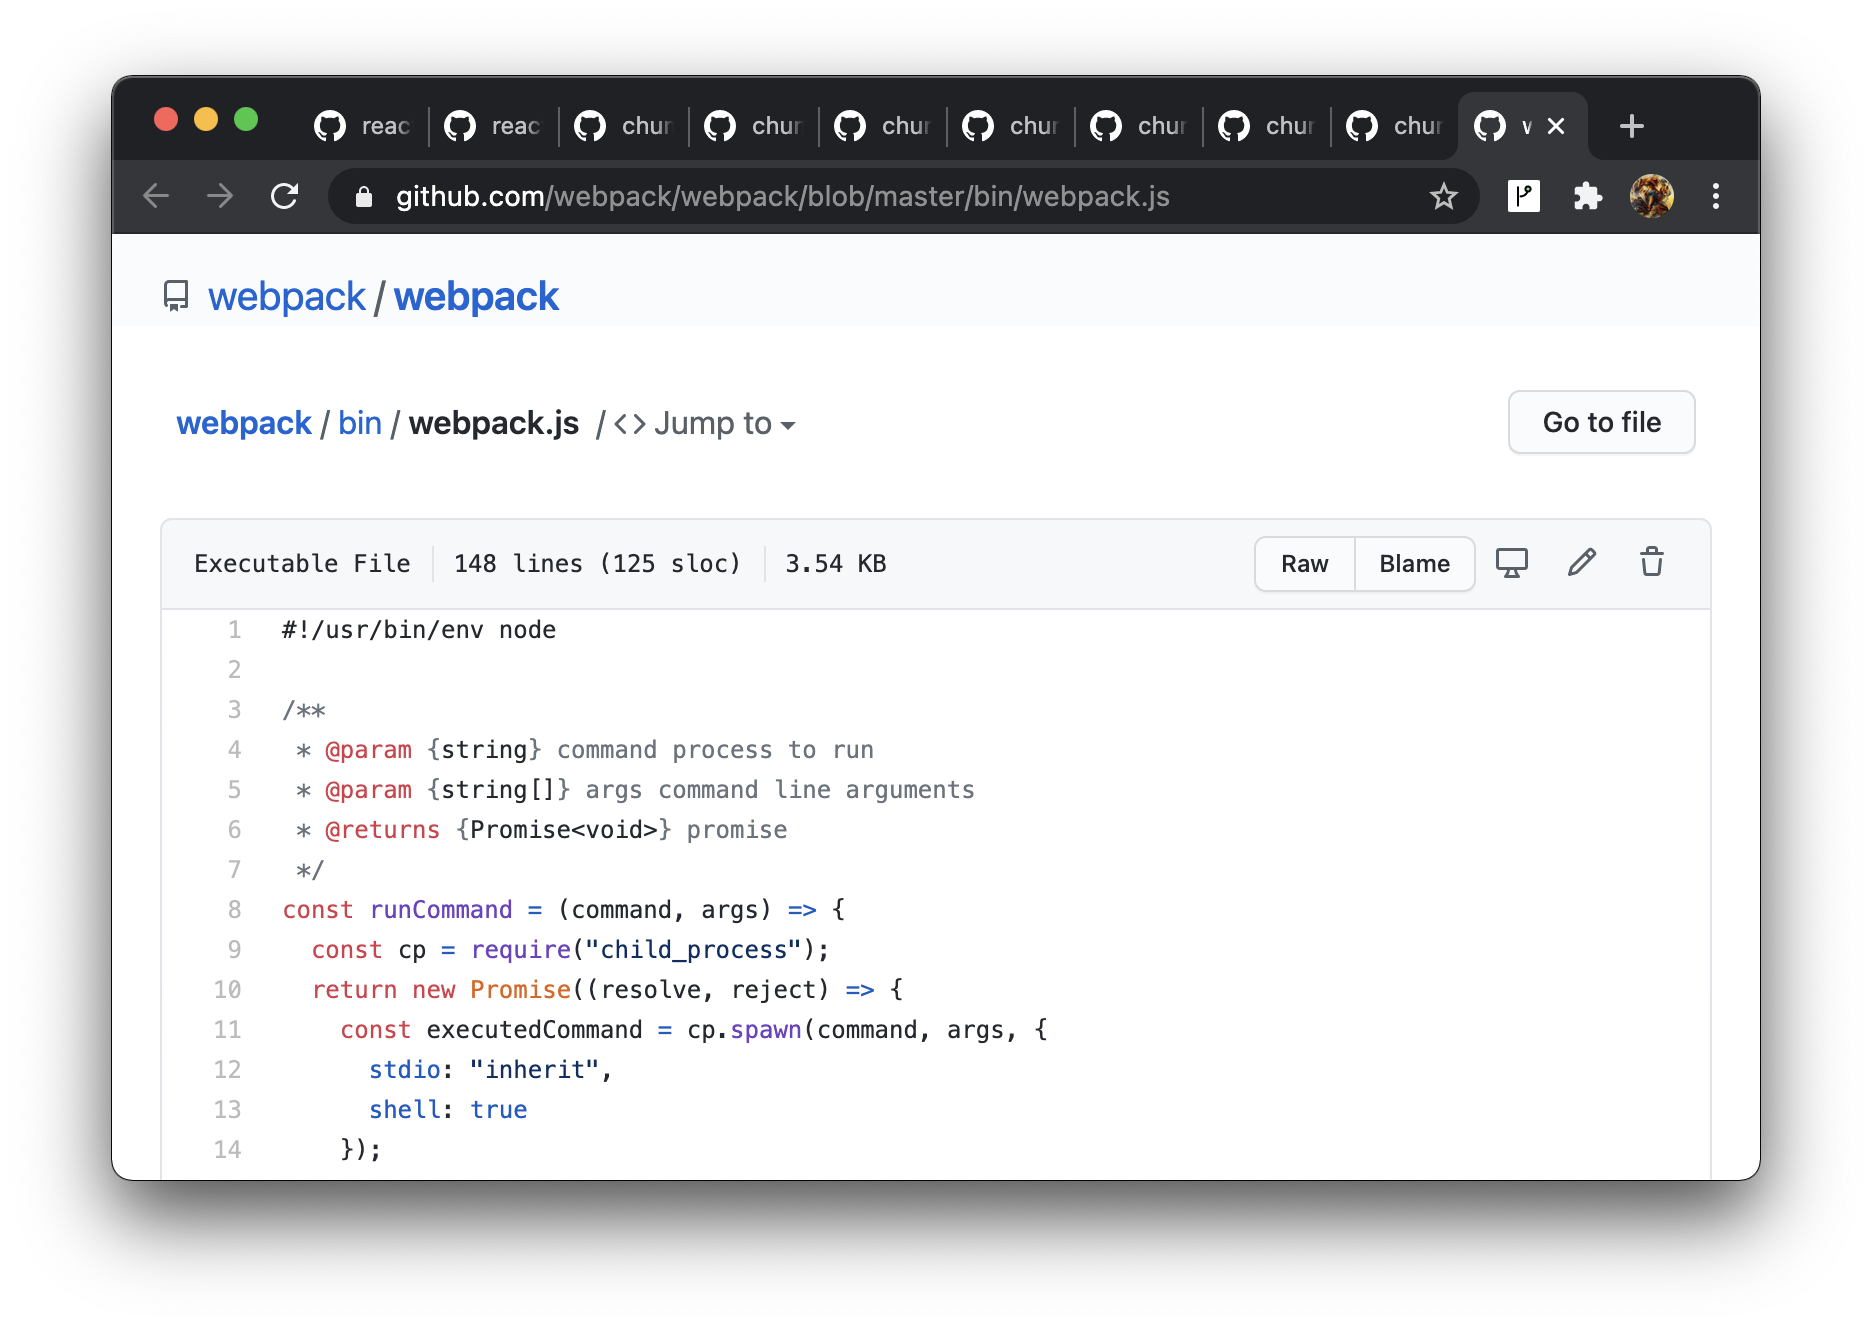 reac reac chur chur chur chur chur chur chur
github.com/webpack/webpack/blob/master/bin/webpack.js
webpack / webpack
webpack / bin / webpack.js / <> Jump to
Go to file
Executable File 148 lines (125 sloc) 3.54 KB
Raw Blame
1 #!/usr/bin/env node
2
3 /**
4 * @param {string} command process to run
5 * @param {string[]} args command line arguments
6 * @returns {Promise<void>} promise
7 */
8 const runCommand = (command, args) => {
9 const cp = require("child_process");
10 return new Promise((resolve, reject) => {
11 const executedCommand = cp.spawn(command, args, {
12 stdio: "inherit",
13 shell: true
14 });